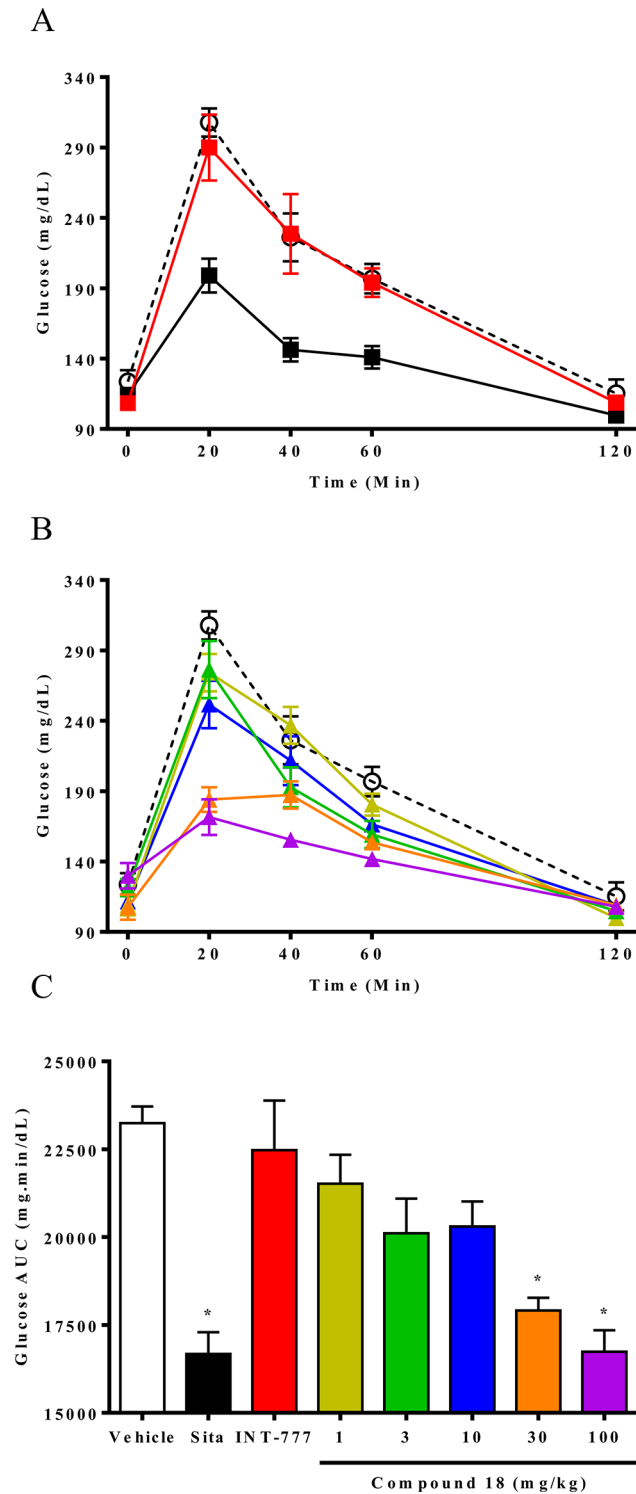 A
340
290
240
190
140
90
Glucose (mg/dL)
0 20 40 60 120
Time (Min)
B
340
290
240
190
140
90
Glucose (mg/dL)
0 20 40 60 120
Time (Min)
C
25000
22500
20000
17500
15000
Glucose AUC (mg.min/dL)
* * *
Vehicle Sita INT-777 1 3 10 30 100
Compound 18 (mg/kg)